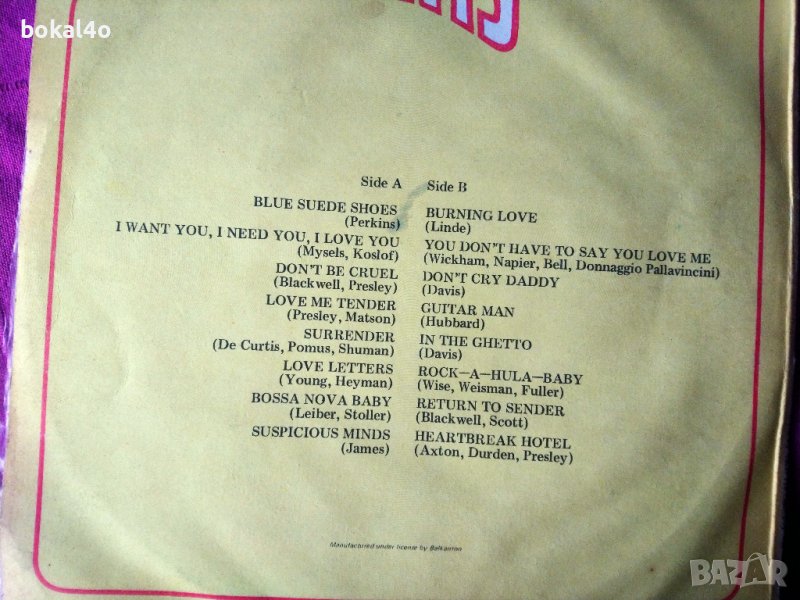 bokal4o
Side A
BLUE SUEDE SHOES
(Perkins)
I WANT YOU, I NEED YOU, I LOVE YOU
(Mysels, Koslof)
DON'T BE CRUEL
(Blackwell, Presley)
LOVE ME TENDER
(Presley, Matson)
SURRENDER
(De Curtis, Pomus, Shuman)
LOVE LETTERS
(Young, Heyman)
BOSSA NOVA BABY
(Leiber, Stoller)
SUSPICIOUS MINDS
(James)
Side B
BURNING LOVE
(Linde)
YOU DON'T HAVE TO SAY YOU LOVE ME
(Wickham, Napier, Bell, Donnaggio Pallavincini)
DON'T CRY DADDY
(Davis)
GUITAR MAN
(Hubbard)
IN THE GHETTO
(Davis)
ROCK—A—HULA—BABY
(Wise, Weisman, Fuller)
RETURN TO SENDER
(Blackwell, Scott)
HEARTBREAK HOTEL
(Axton, Durden, Presley)
Manufactured under license by Balkanton
BAZAR